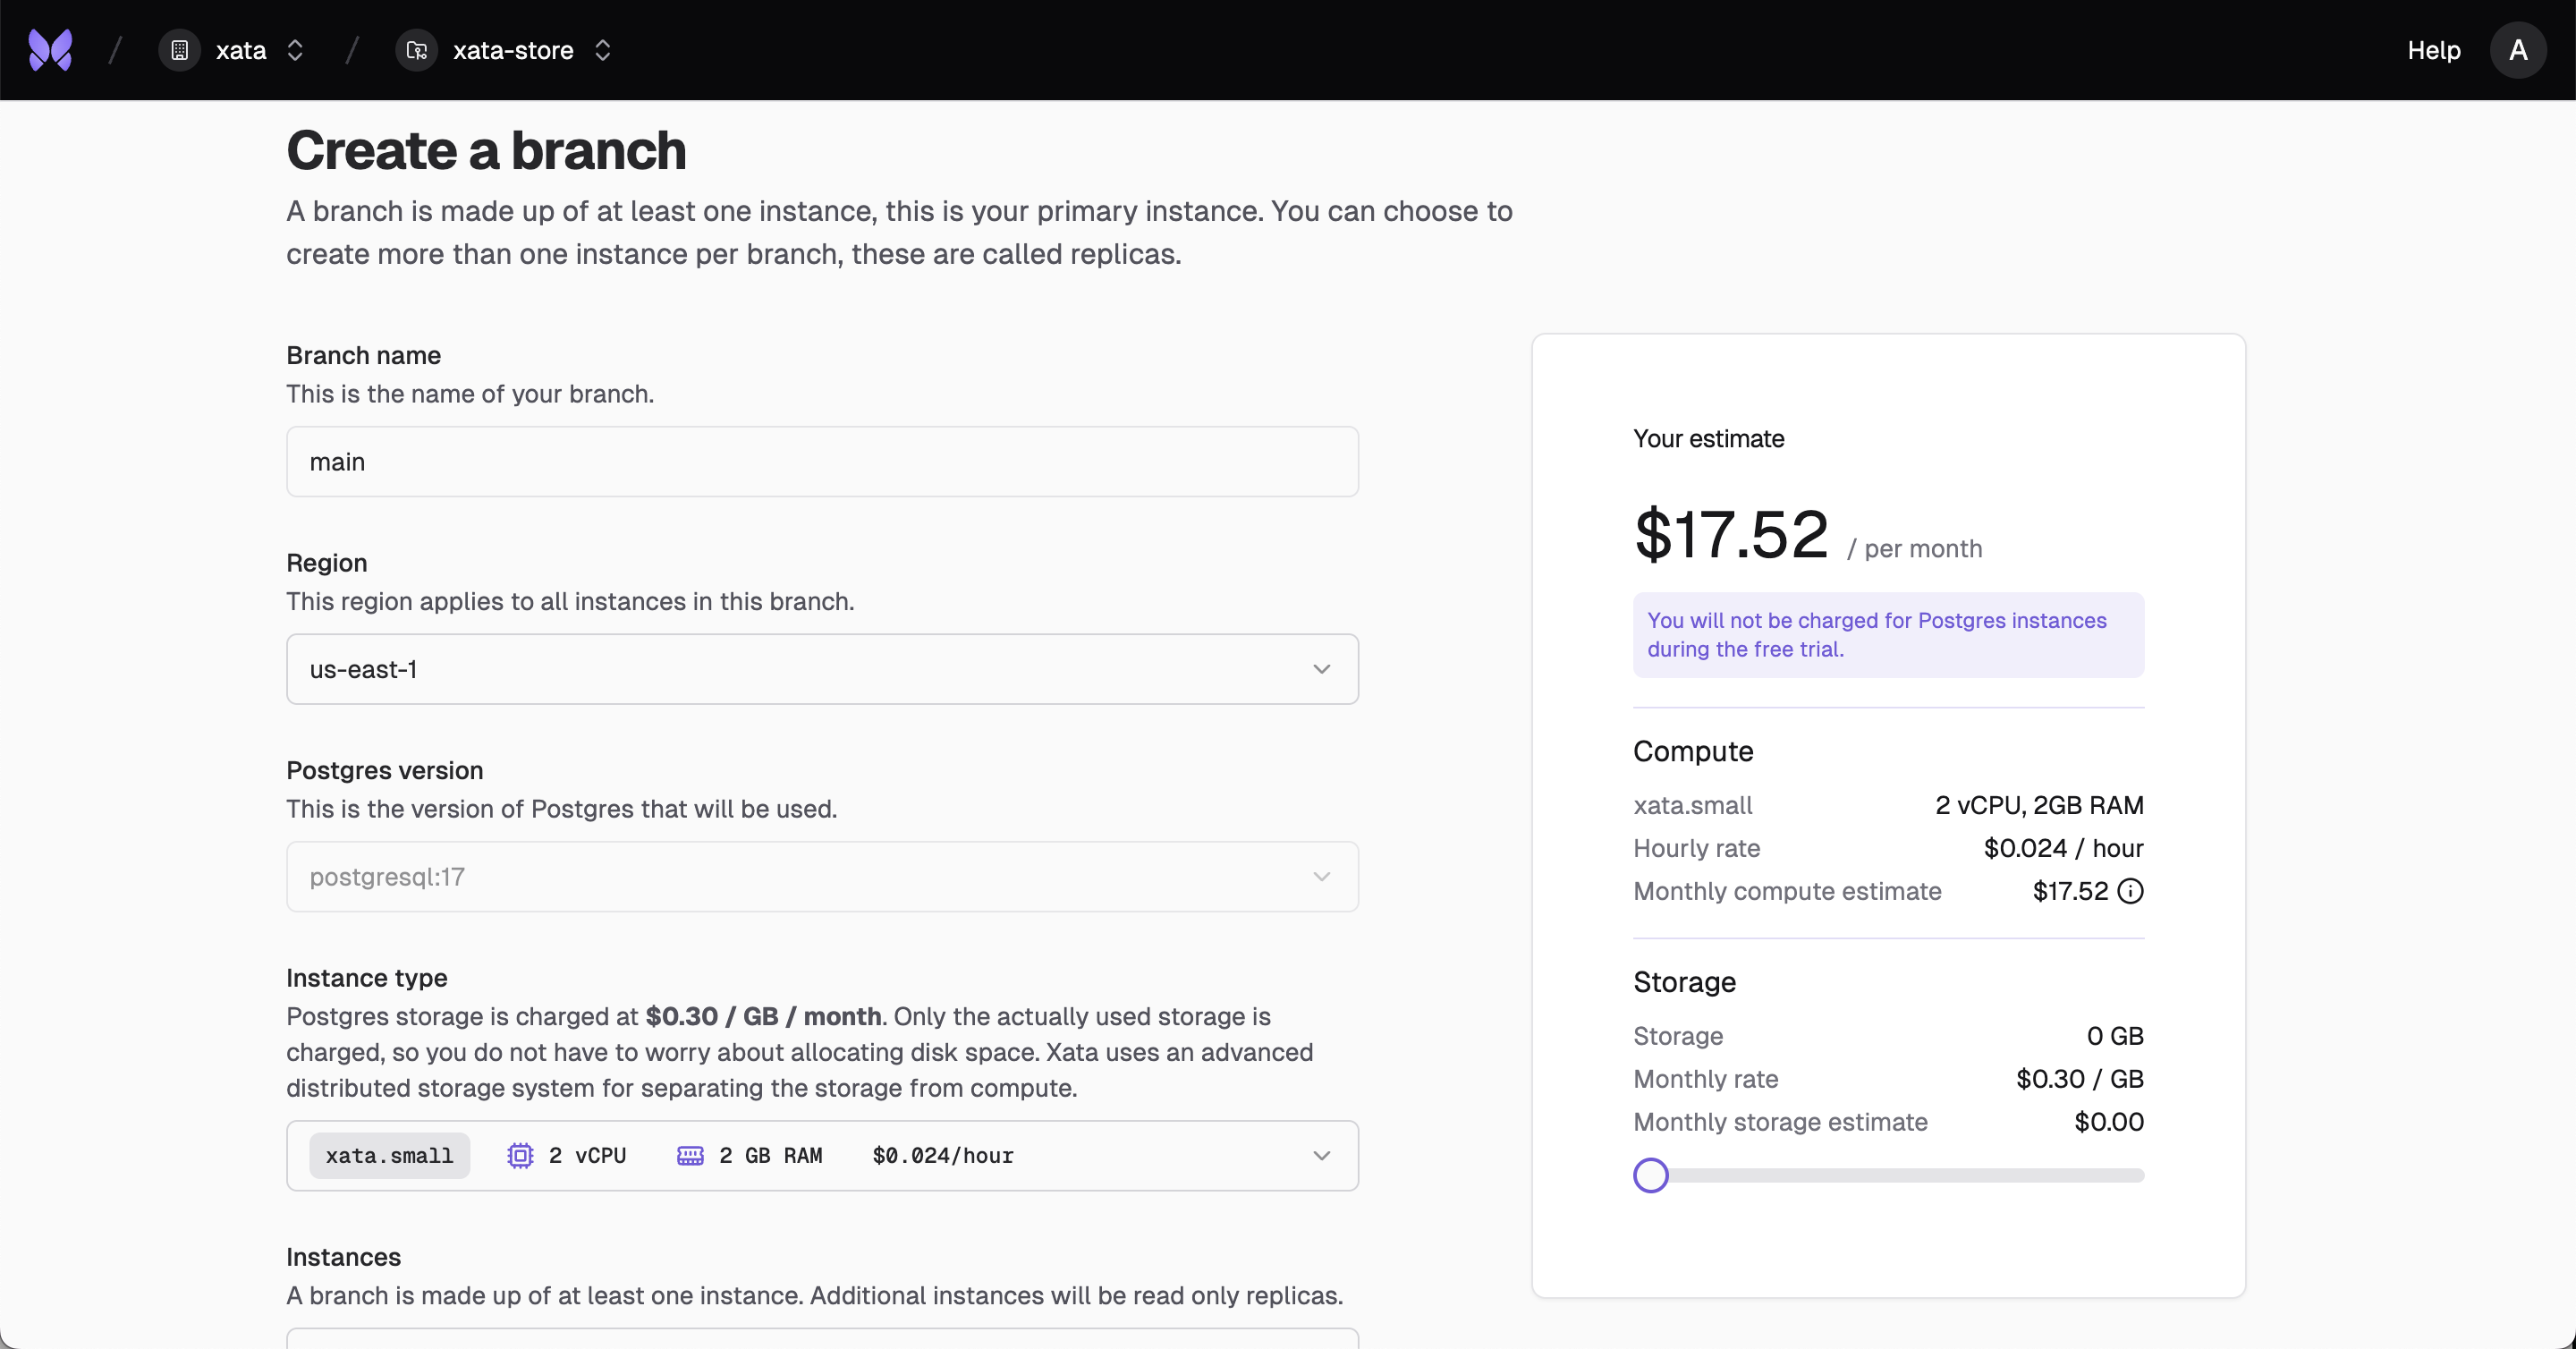 / xata / xata-store Help A
Create a branch
A branch is made up of at least one instance, this is your primary instance. You can choose to
create more than one instance per branch, these are called replicas.
Branch name
This is the name of your branch.
main
Region
This region applies to all instances in this branch.
us-east-1
Postgres version
This is the version of Postgres that will be used.
postgresql:17
Instance type
Postgres storage is charged at $0.30 / GB / month. Only the actually used storage is
charged, so you do not have to worry about allocating disk space. Xata uses an advanced
distributed storage system for separating the storage from compute.
xata.small 2 vCPU 2 GB RAM $0.024/hour
Instances
A branch is made up of at least one instance. Additional instances will be read only replicas.
Your estimate
$17.52 / per month
You will not be charged for Postgres instances
during the free trial.
Compute
xata.small 2 vCPU, 2GB RAM
Hourly rate $0.024 / hour
Monthly compute estimate $17.52
Storage
Storage 0 GB
Monthly rate $0.30 / GB
Monthly storage estimate $0.00